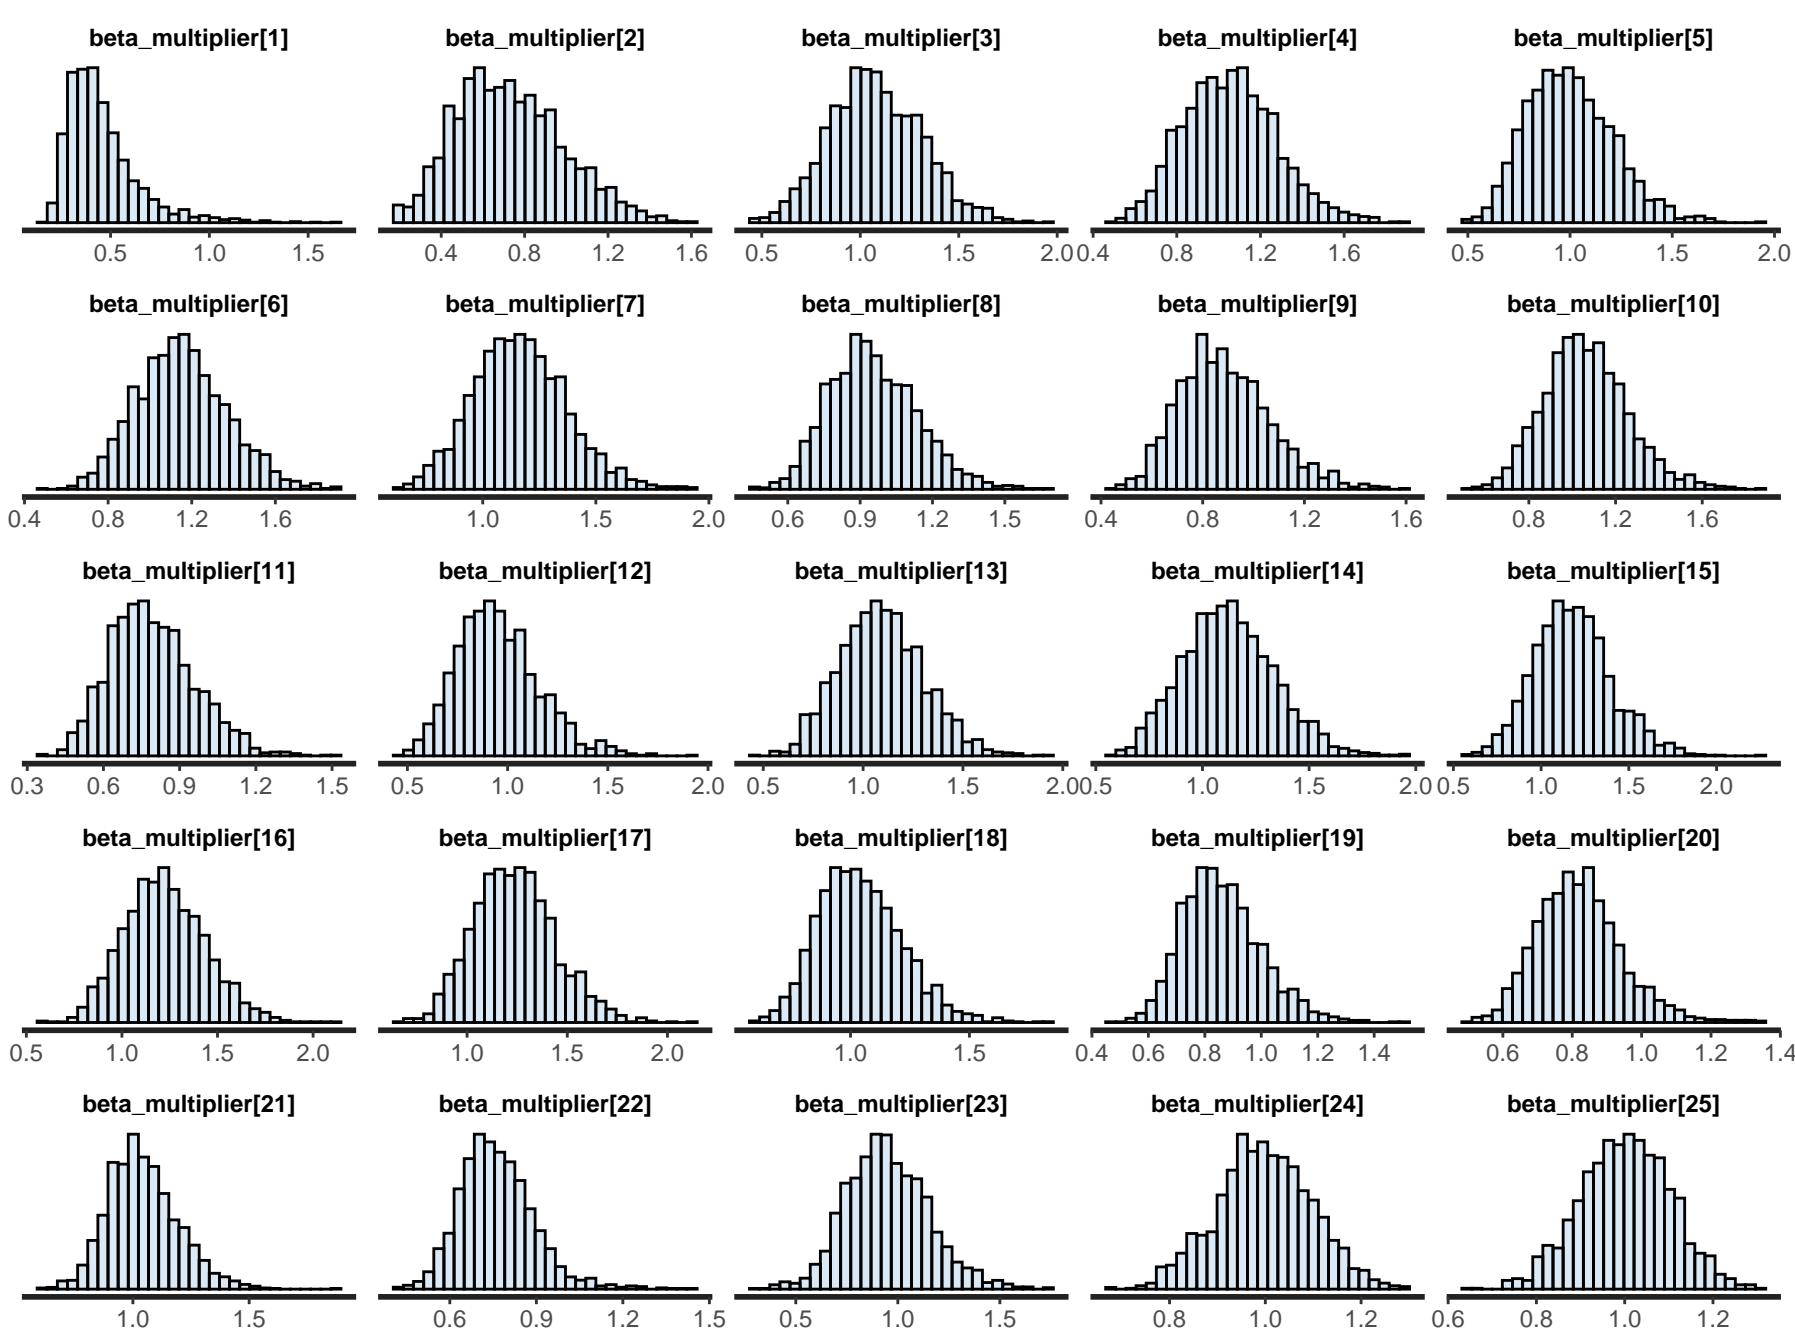 beta_multiplier[1] beta_multiplier[2] beta_multiplier[3] beta_multiplier[4] beta_multiplier[5]
0.5 1.0 1.5 0.4 0.8 1.2 1.6 0.5 1.0 1.5 2.0 0.4 0.8 1.2 1.6 0.5 1.0 1.5 2.0
beta_multiplier[6] beta_multiplier[7] beta_multiplier[8] beta_multiplier[9] beta_multiplier[10]
0.4 0.8 1.2 1.6 1.0 1.5 2.0 0.6 0.9 1.2 1.5 0.4 0.8 1.2 1.6 0.8 1.2 1.6
beta_multiplier[11] beta_multiplier[12] beta_multiplier[13] beta_multiplier[14] beta_multiplier[15]
0.3 0.6 0.9 1.2 1.5 0.5 1.0 1.5 2.0 0.5 1.0 1.5 2.0 0.5 1.0 1.5 2.0 0.5 1.0 1.5 2.0
beta_multiplier[16] beta_multiplier[17] beta_multiplier[18] beta_multiplier[19] beta_multiplier[20]
0.5 1.0 1.5 2.0 1.0 1.5 2.0 1.0 1.5 0.4 0.6 0.8 1.0 1.2 1.4 0.6 0.8 1.0 1.2 1.4
beta_multiplier[21] beta_multiplier[22] beta_multiplier[23] beta_multiplier[24] beta_multiplier[25]
1.0 1.5 0.6 0.9 1.2 1.5 0.5 1.0 1.5 0.8 1.0 1.2 0.6 0.8 1.0 1.2